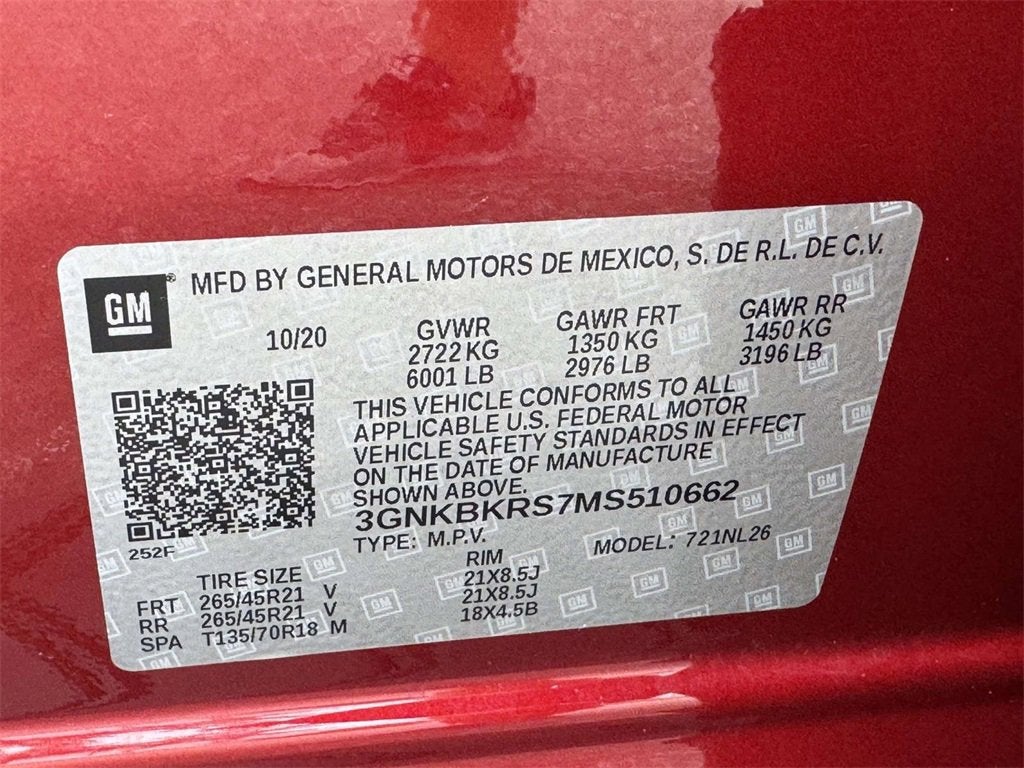 GM
MFD BY GENERAL MOTORS DE MEXICO, S. DE R.L. DE C.V.
10/20 GVWR GAWR FRT GAWR RR
2722 KG 1350 KG 1450 KG
6001 LB 2976 LB 3196 LB
THIS VEHICLE CONFORMS TO ALL
APPLICABLE U.S. FEDERAL MOTOR
VEHICLE SAFETY STANDARDS IN EFFECT
ON THE DATE OF MANUFACTURE
SHOWN ABOVE.
3GNKBKRS7MS510662
252F
TYPE: M.P.V. MODEL: 721NL26
TIRE SIZE RIM
FRT 265/45R21 V 21X8.5J
RR 265/45R21 V 21X8.5J
SPA T135/70R18 M 18X4.5B